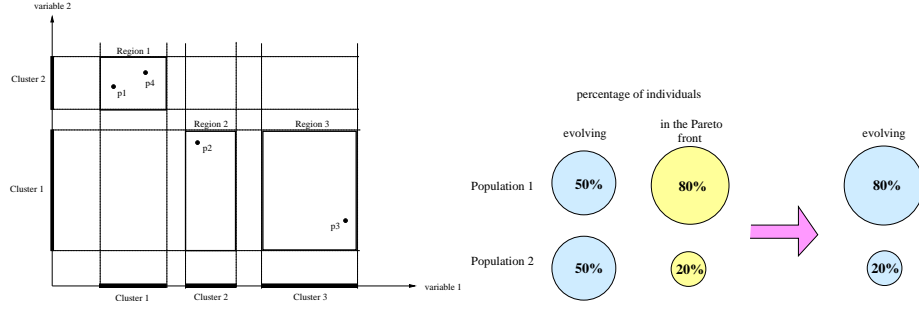 variable 2
Region 1
Cluster 2
p1
p4
Region 2
Region 3
p2
Cluster 1
p3
variable 1
Cluster 1
Cluster 2
Cluster 3
percentage of individuals
evolving
in the Pareto
front
evolving
Population 1
50%
80%
80%
Population 2
50%
20%
20%